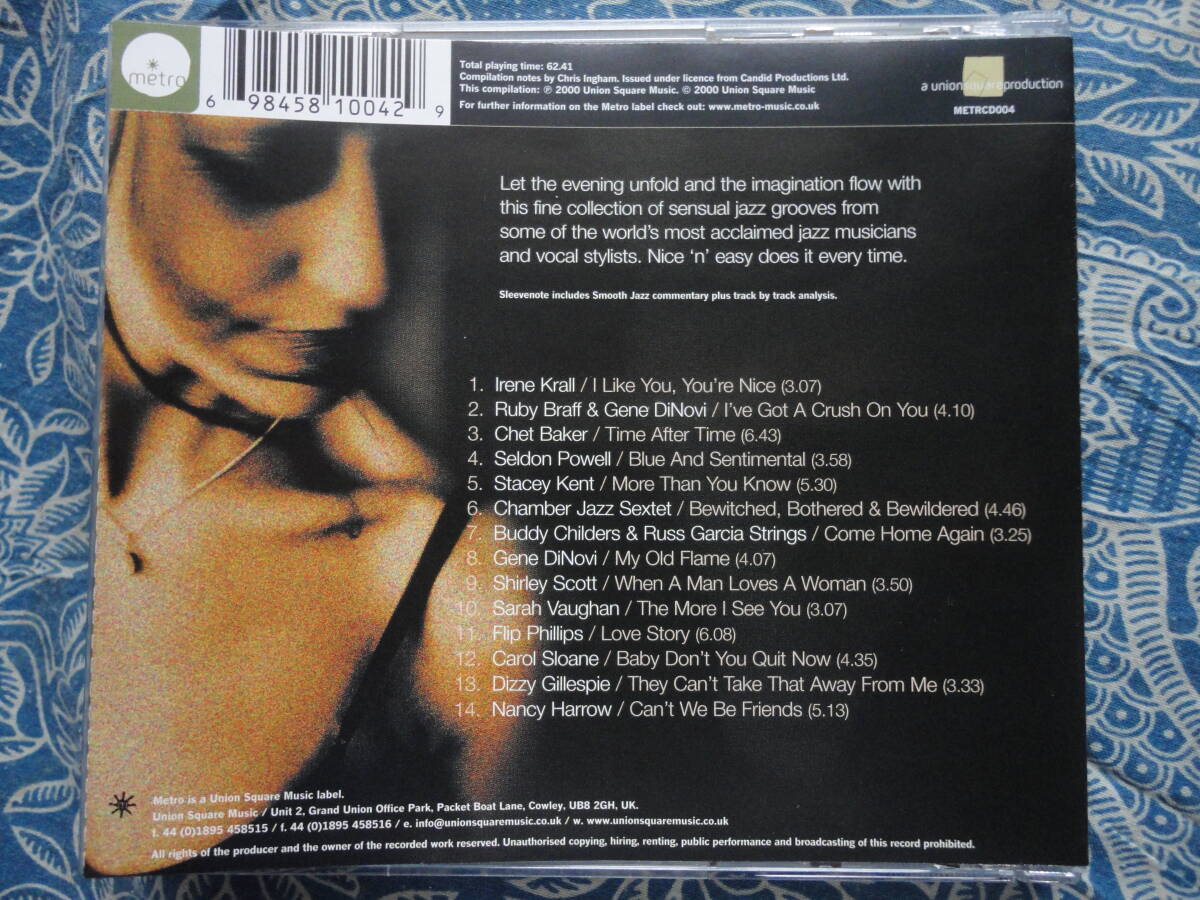 metro
6 98458 10042 9
Total playing time: 62.41
Compilation notes by Chris Ingham. Issued under licence from Candid Productions Ltd.
This compilation: ℗ 2000 Union Square Music. © 2000 Union Square Music
For further information on the Metro label check out: www.metro-music.co.uk
a unionsquareproduction
METRCD004
Let the evening unfold and the imagination flow with
this fine collection of sensual jazz grooves from
some of the world's most acclaimed jazz musicians
and vocal stylists. Nice 'n' easy does it every time.
Sleevenote includes Smooth Jazz commentary plus track by track analysis.
1. Irene Krall / I Like You, You're Nice (3.07)
2. Ruby Braff & Gene DiNovi / I've Got A Crush On You (4.10)
3. Chet Baker / Time After Time (6.43)
4. Seldon Powell / Blue And Sentimental (3.58)
5. Stacey Kent / More Than You Know (5.30)
6. Chamber Jazz Sextet / Bewitched, Bothered & Bewildered (4.46)
7. Buddy Childers & Russ Garcia Strings / Come Home Again (3.25)
8. Gene DiNovi / My Old Flame (4.07)
9. Shirley Scott / When A Man Loves A Woman (3.50)
10. Sarah Vaughan / The More I See You (3.07)
11. Flip Phillips / Love Story (6.08)
12. Carol Sloane / Baby Don't You Quit Now (4.35)
13. Dizzy Gillespie / They Can't Take That Away From Me (3.33)
14. Nancy Harrow / Can't We Be Friends (5.13)
Metro is a Union Square Music label.
Union Square Music / Unit 2, Grand Union Office Park, Packet Boat Lane, Cowley, UB8 2GH, UK.
t. 44 (0)1895 458515 / f. 44 (0)1895 458516 / e. info@unionsquaremusic.co.uk / w. www.unionsquaremusic.co.uk
All rights of the producer and the owner of the recorded work reserved. Unauthorised copying, hiring, renting, public performance and broadcasting of this record prohibited.